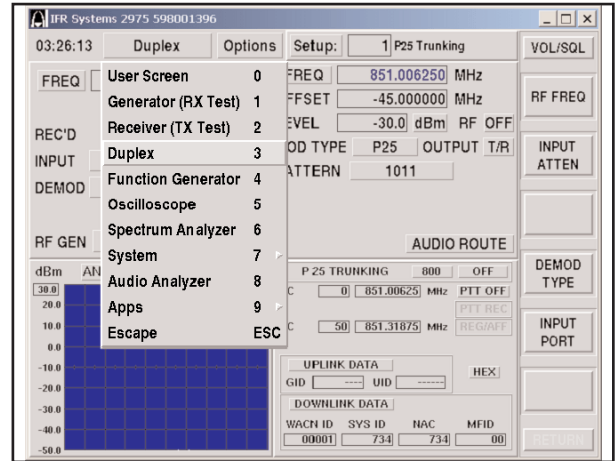 IFR Systems 2975 598001396
03:26:13 Duplex Options Setup: 1 P25 Trunking VOL/SQL
FREQ
User Screen 0
Generator (RX Test) 1
Receiver (TX Test) 2
Duplex 3
Function Generator 4
Oscilloscope 5
Spectrum Analyzer 6
System 7
Audio Analyzer 8
Apps 9
Escape ESC
REC'D
INPUT
DEMOD
RF GEN
FREQ 851.006250 MHz
FFSET -45.000000 MHz
EVEL -30.0 dBm RF OFF
OD TYPE P25 OUTPUT T/R
ATTERN 1011
AUDIO ROUTE
RF FREQ
INPUT ATTEN
DEMOD TYPE
INPUT PORT
RETURN
dBm AN
30.0
20.0
10.0
0.0
-10.0
-20.0
-30.0
-40.0
-50.0
P 25 TRUNKING 800 OFF
C 0 851.00625 MHz PTT OFF
PTT REC
C 50 851.31875 MHz REG/AFF
UPLINK DATA
HEX
GID ---- UID ------
DOWNLINK DATA
WACN ID SYS ID NAC MFID
00001 734 734 00